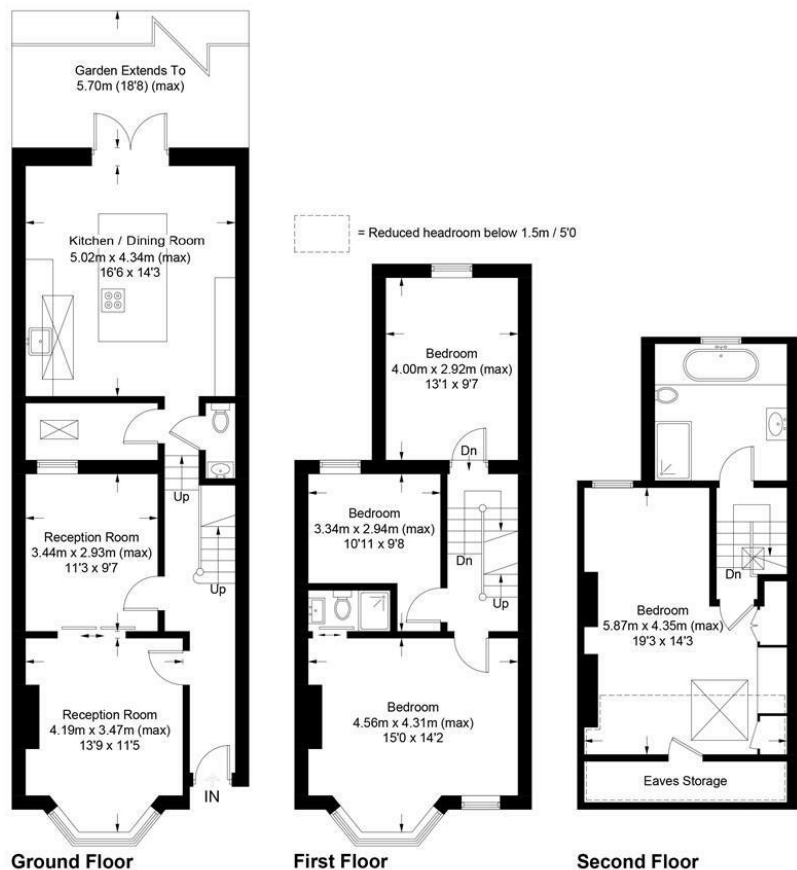 Garden Extends To
5.70m (18'8) (max)
Kitchen / Dining Room
5.02m x 4.34m (max)
16'6 x 14'3
Up
Reception Room
3.44m x 2.93m (max)
11'3 x 9'7
Up
Reception Room
4.19m x 3.47m (max)
13'9 x 11'5
IN
Ground Floor
= Reduced headroom below 1.5m / 5'0
Bedroom
4.00m x 2.92m (max)
13'1 x 9'7
Dn
Bedroom
3.34m x 2.94m (max)
10'11 x 9'8
Dn
Up
Bedroom
4.56m x 4.31m (max)
15'0 x 14'2
First Floor
Dn
Bedroom
5.87m x 4.35m (max)
19'3 x 14'3
Eaves Storage
Second Floor